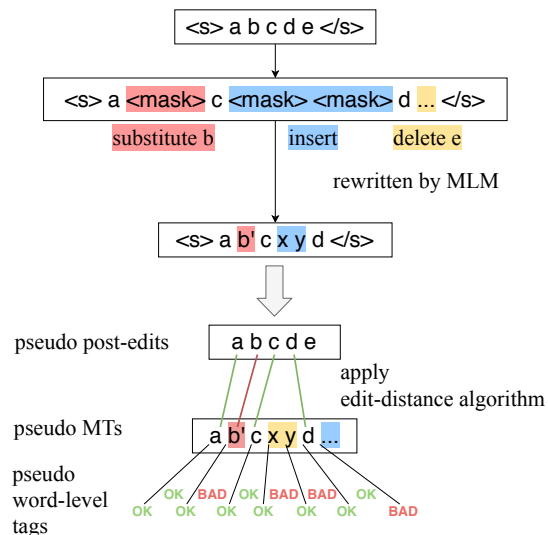 <s> a b c d e </s>
<s> a <mask> c <mask> <mask> d ... </s>
substitute b insert delete e
rewritten by MLM
<s> a b' c x y d </s>
pseudo post-edits
a b c d e
apply
edit-distance algorithm
pseudo MTs
a b' c x y d ...
pseudo
word-level
tags
OK BAD OK BAD BAD OK
OK OK OK OK OK OK BAD